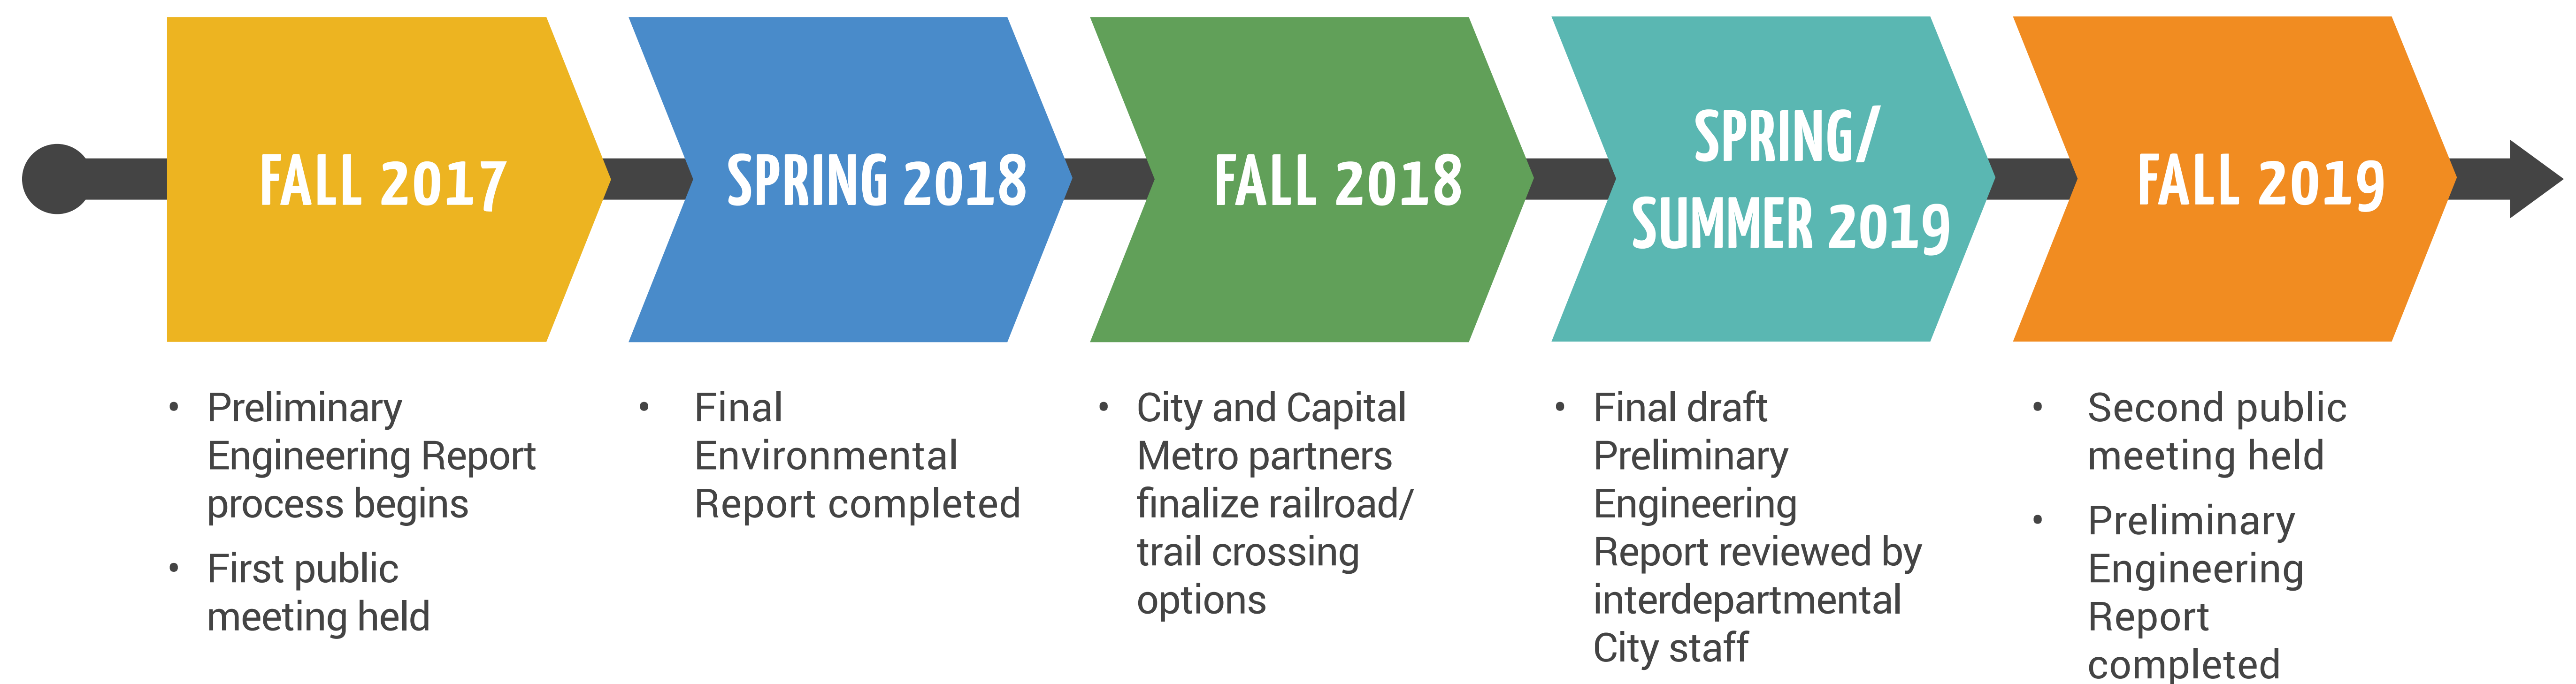 FALL 2017
SPRING 2018
FALL 2018
SPRING/
SUMMER 2019
FALL 2019
• Preliminary
Engineering Report
process begins
• First public
meeting held
• Final
Environmental
Report completed
• City and Capital
Metro partners
finalize railroad/
trail crossing
options
• Final draft
Preliminary
Engineering
Report reviewed by
interdepartmental
City staff
• Second public
meeting held
• Preliminary
Engineering
Report
completed